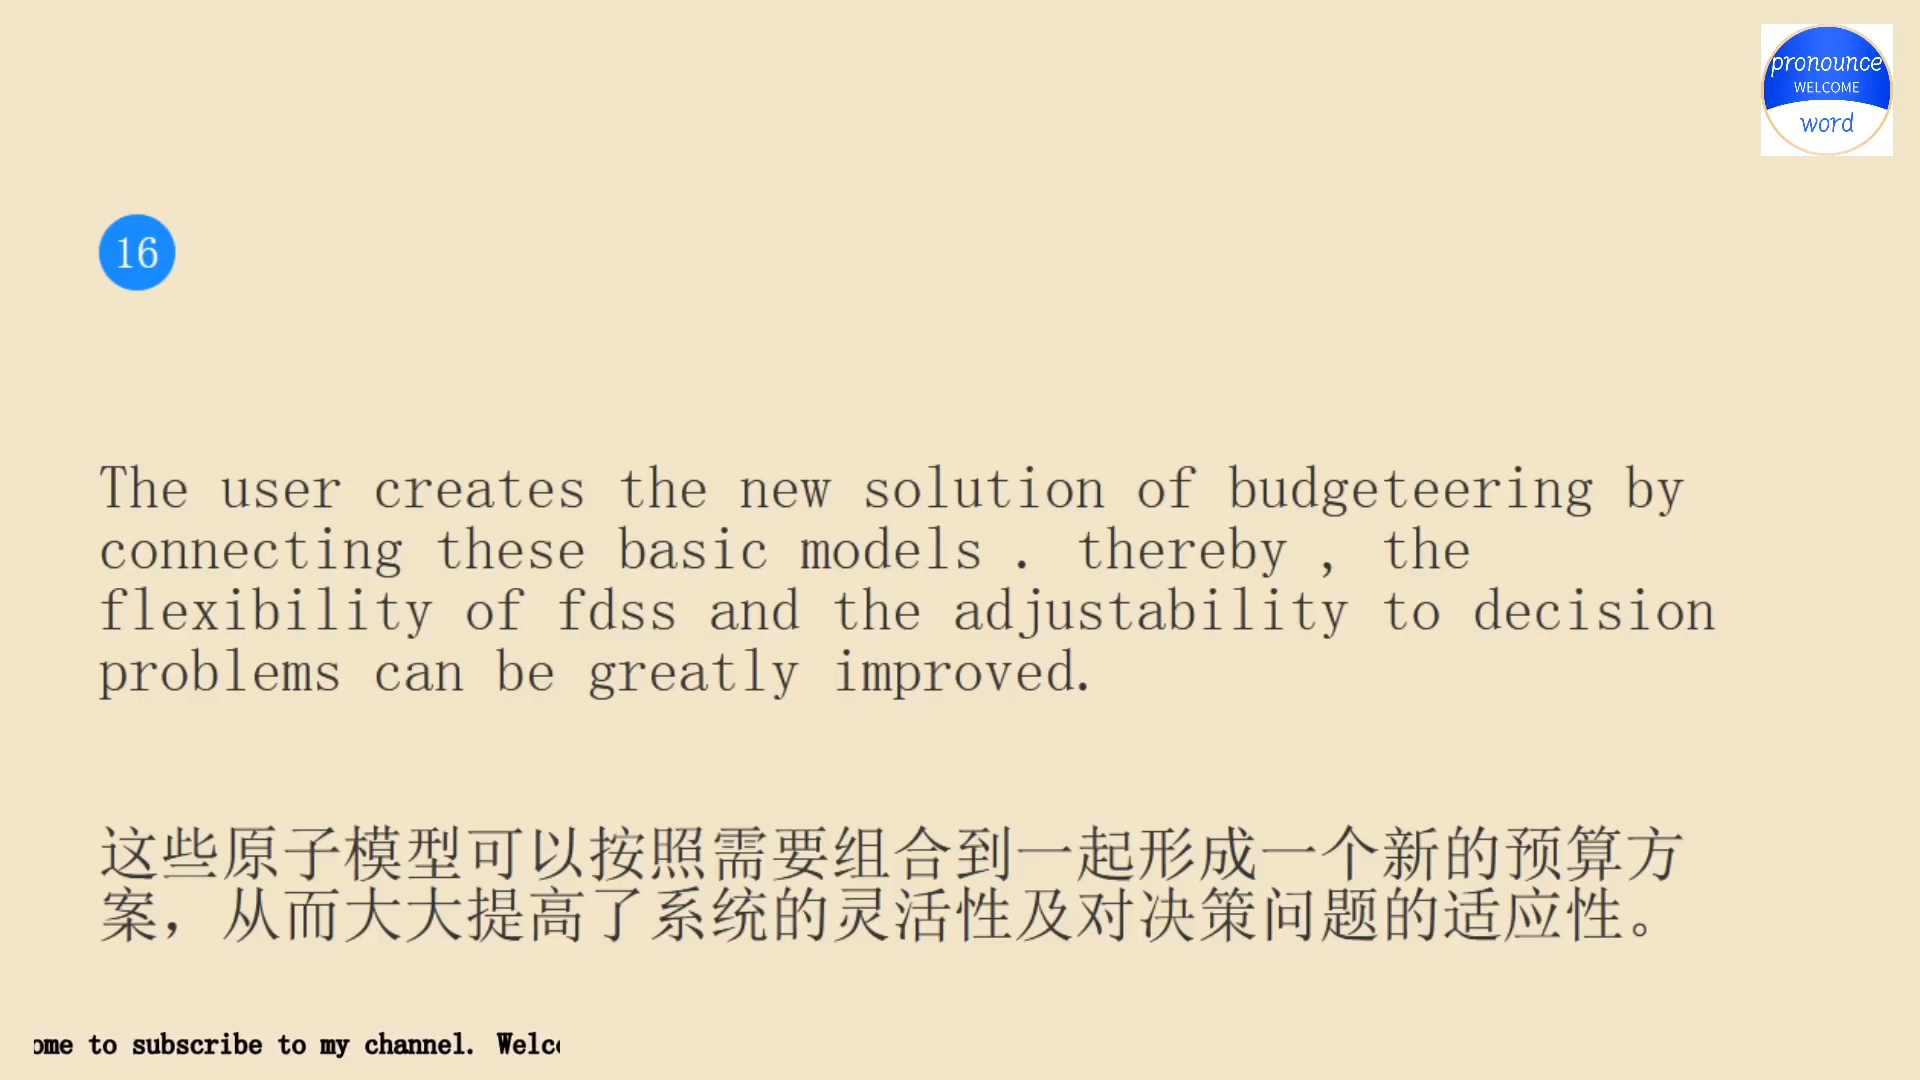 pronounce
WELCOME
word
16
The user creates the new solution of budgeteering by
connecting these basic models . thereby , the
flexibility of fdss and the adjustability to decision
problems can be greatly improved.
这些原子模型可以按照需要组合到一起形成一个新的预算方
案，从而大大提高了系统的灵活性及对决策问题的适应性。
ome to subscribe to my channel. Welc